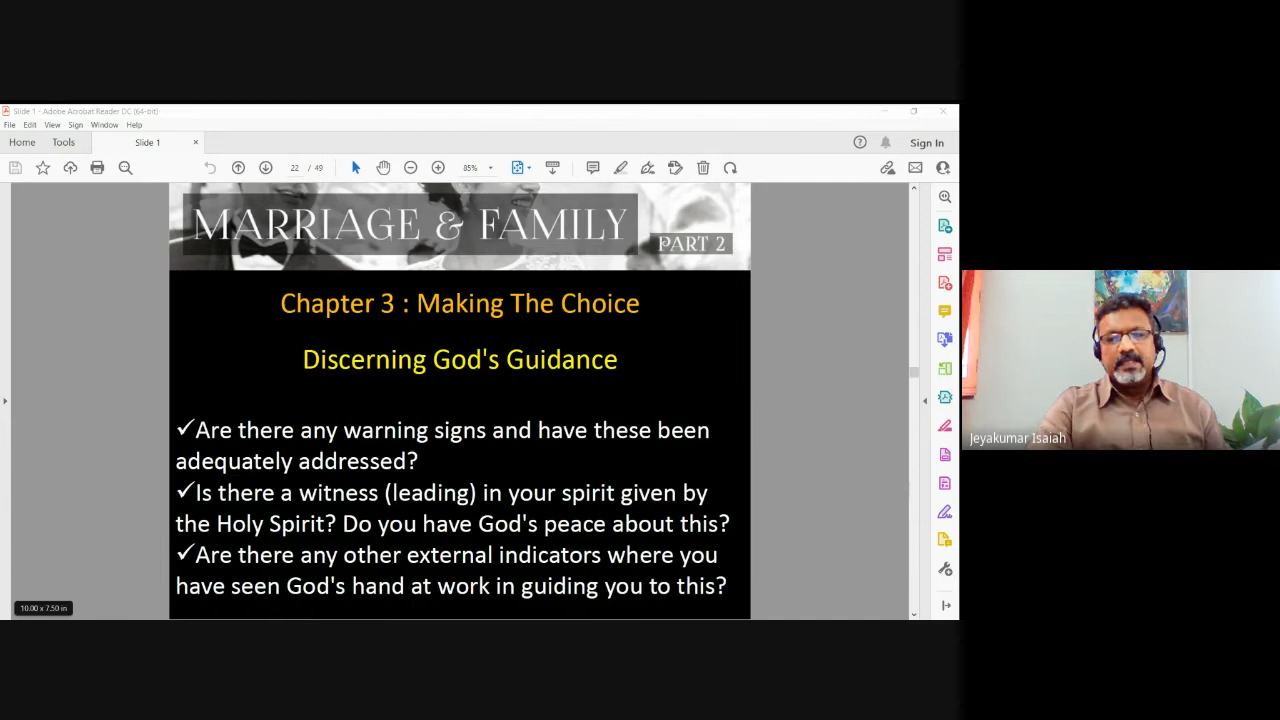 Slide 1 - Adobe Acrobat Reader DC (64-bit)
File Edit View Sign Window Help
Home Tools Slide 1 × Sign In
22 / 49 85%
MARRIAGE & FAMILY
PART 2
Chapter 3 : Making The Choice
Discerning God's Guidance
✓Are there any warning signs and have these been
adequately addressed?
✓Is there a witness (leading) in your spirit given by
the Holy Spirit? Do you have God's peace about this?
✓Are there any other external indicators where you
have seen God's hand at work in guiding you to this?
10.00 x 7.50 in
Jeyakumar Isaiah